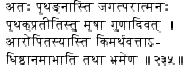 अतः पृथङ्नास्ति जगत्परात्मनः
पृथक्प्रतीतिस्तु मृषा गुणादिवत् ।
आरोपितस्यास्ति किमर्थवत्ताऽ-
धिष्ठानमाभाति तथा भ्रमेण ॥ २३५॥